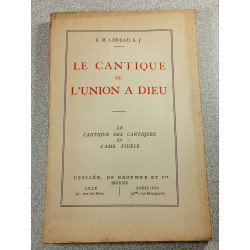 E. M. LEBEAU, S. J.
LE CANTIQUE
DE
L'UNION A DIEU
LE
CANTIQUE DES CANTIQUES
ET
L'AME FIDÈLE
DESCLÉE, DE BROUWER ET Cie
BRUGES
LILLE PARIS (VIe)